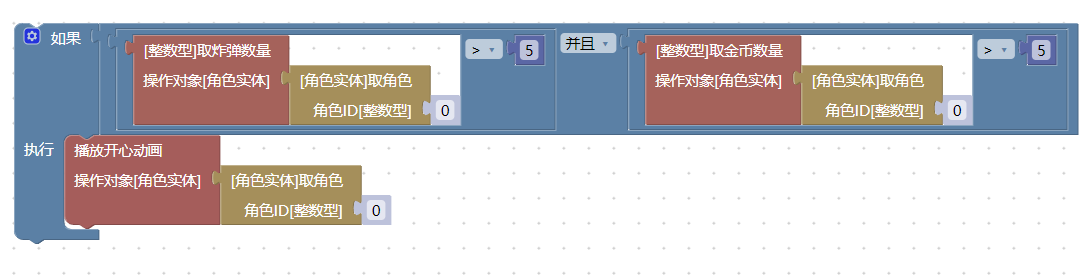 如果 [整数型]取炸弹数量 > 5 并且 [整数型]取金币数量 > 5
操作对象[角色实体] [角色实体]取角色 操作对象[角色实体] [角色实体]取角色
角色ID[整数型] 0 角色ID[整数型] 0
执行 播放开心动画
操作对象[角色实体] [角色实体]取角色
角色ID[整数型] 0